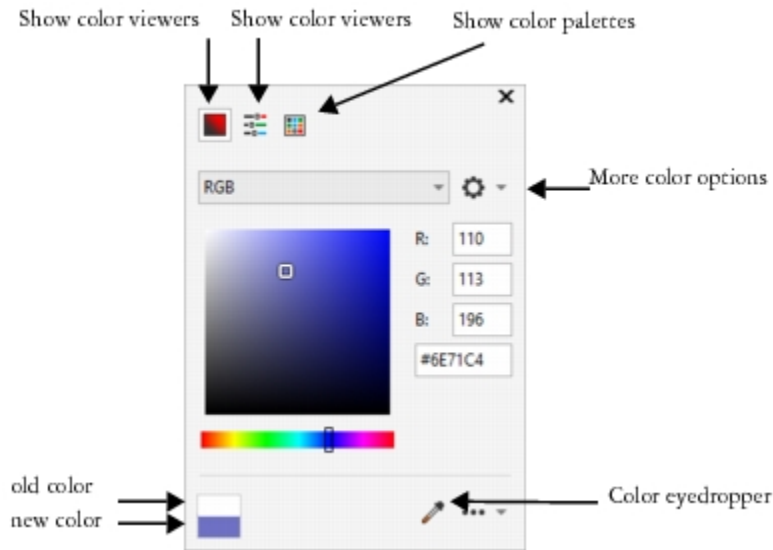 Show color viewers
Show color viewers
Show color palettes
RGB
More color options
R: 110
G: 113
B: 196
#6E71C4
old color
new color
Color eyedropper